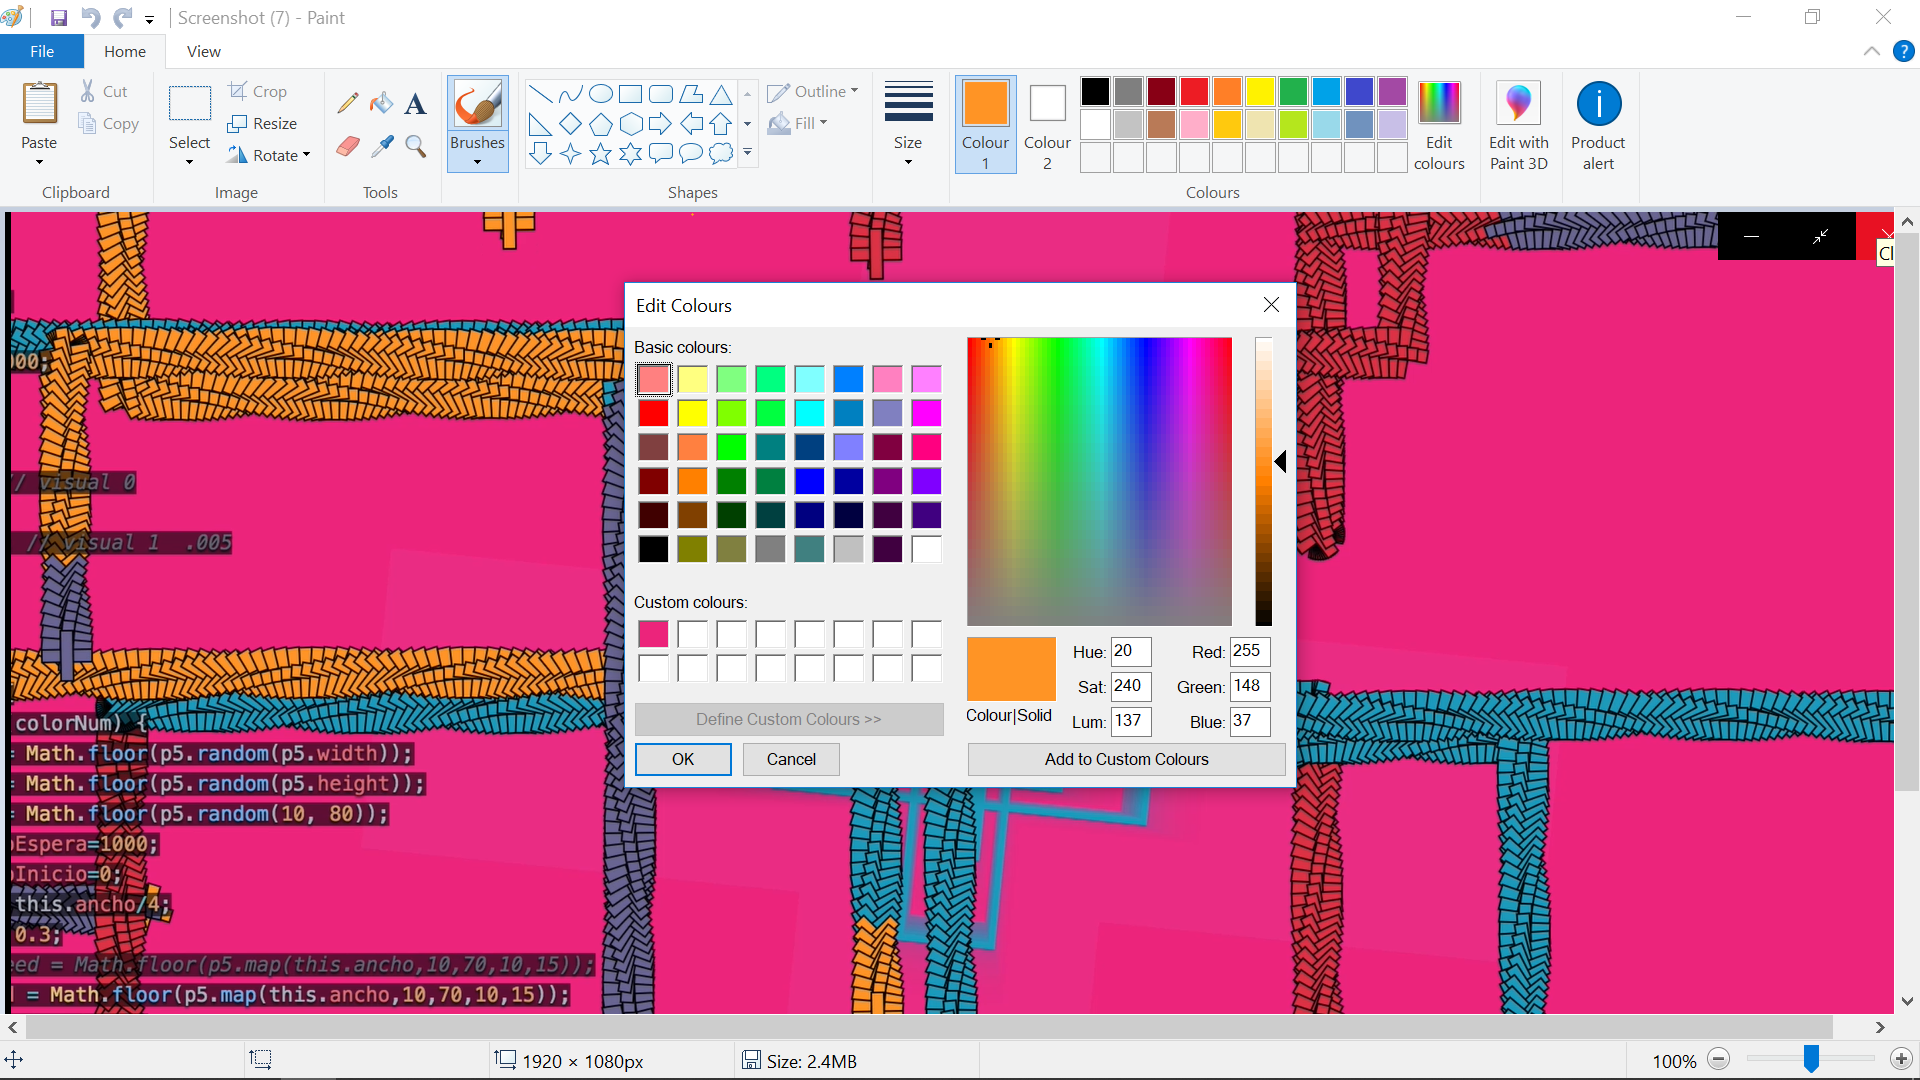 Screenshot (7) - Paint
File Home View
Paste
Cut
Copy
Clipboard
Select
Crop
Resize
Rotate
Image
Tools
Brushes
Shapes
Outline
Fill
Size
Colour 1
Colour 2
Edit colours
Colours
Edit with Paint 3D
Product alert
Cl
Edit Colours
Basic colours:
Custom colours:
Define Custom Colours >>
OK
Cancel
Colour|Solid
Hue: 20
Sat: 240
Lum: 137
Red: 255
Green: 148
Blue: 37
Add to Custom Colours
00;
// visual 0
// visual 1 .005
colorNum) {
= Math.floor(p5.random(p5.width));
= Math.floor(p5.random(p5.height));
= Math.floor(p5.random(10, 80));
oEspera=1000;
oInicio=0;
this.ancho/4;
0.3;
eed = Math.floor(p5.map(this.ancho,10,70,10,15));
= Math.floor(p5.map(this.ancho,10,70,10,15));
1920 × 1080px
Size: 2.4MB
100%